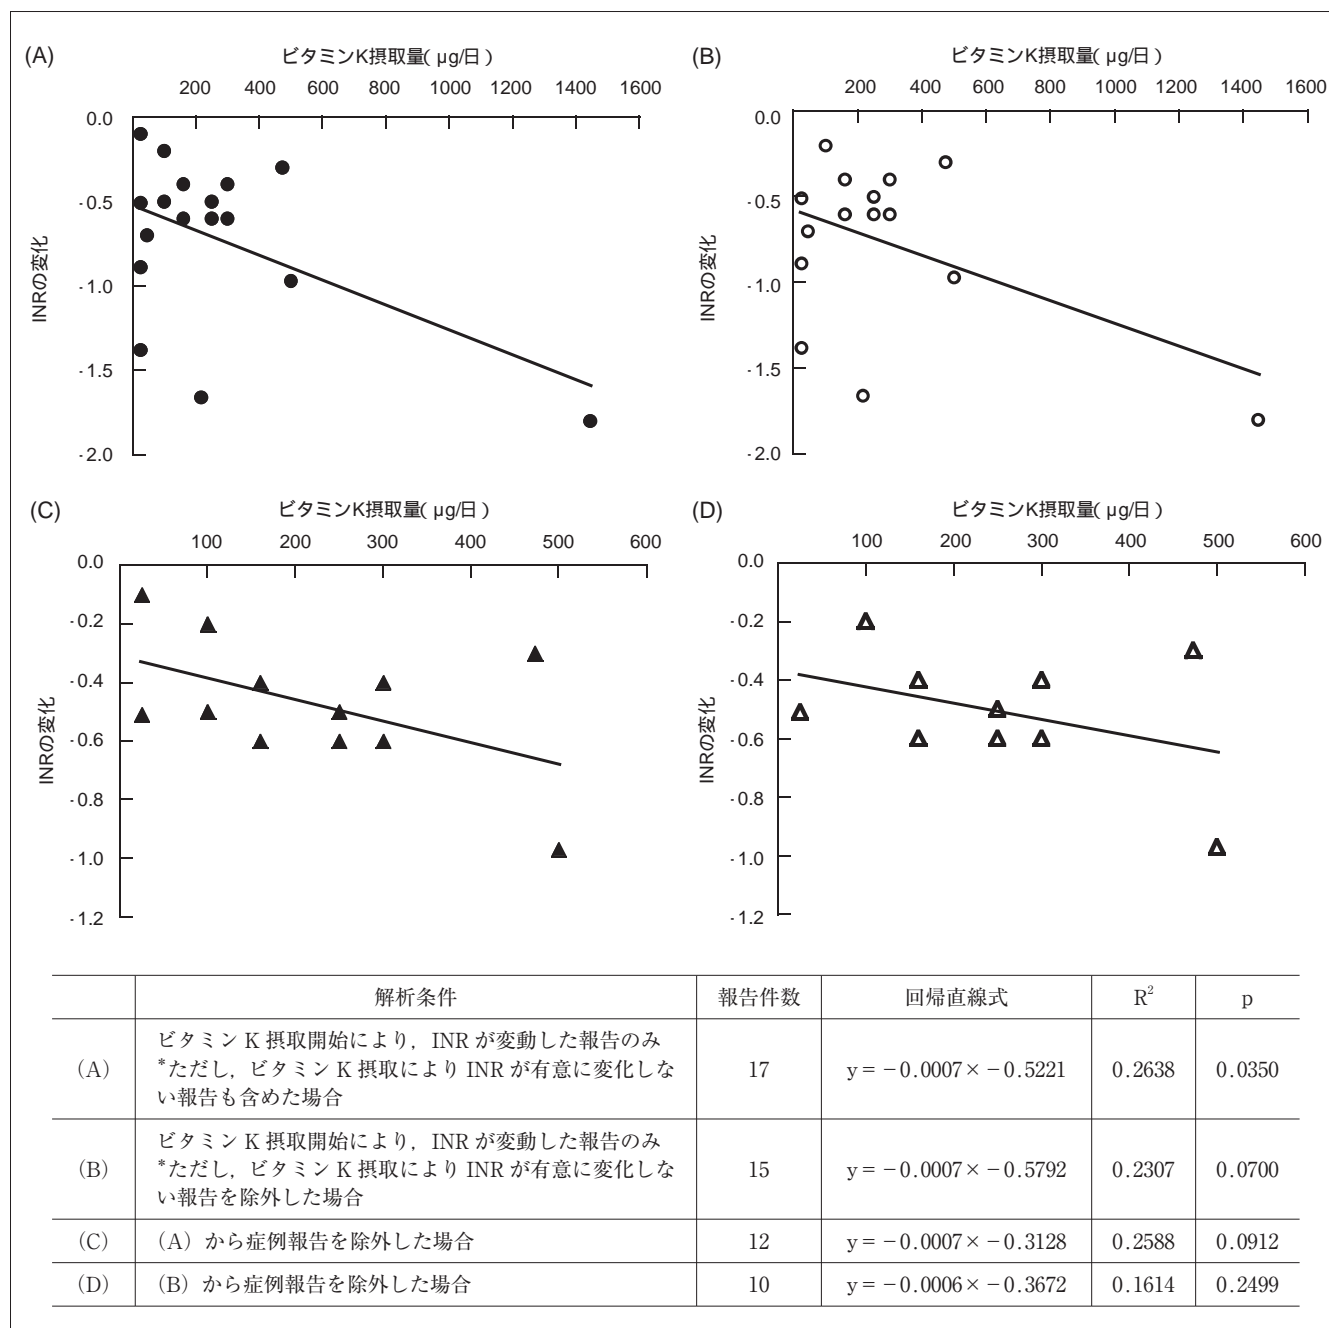 (A)
ビタミンK摂取量( μg/日)
200 400 600 800 1000 1200 1400 1600
0.0
-0.5
-1.0
-1.5
-2.0
INRの変化
(B)
ビタミンK摂取量( μg/日)
200 400 600 800 1000 1200 1400 1600
0.0
-0.5
-1.0
-1.5
-2.0
INRの変化
(C)
ビタミンK摂取量( μg/日)
100 200 300 400 500 600
0.0
-0.2
-0.4
-0.6
-0.8
-1.0
-1.2
INRの変化
(D)
ビタミンK摂取量( μg/日)
100 200 300 400 500 600
0.0
-0.2
-0.4
-0.6
-0.8
-1.0
-1.2
INRの変化
解析条件 報告件数 回帰直線式 R² p
(A) ビタミン K 摂取開始により，INR が変動した報告のみ
*ただし，ビタミン K 摂取により INR が有意に変化しな
い報告も含めた場合
17 y＝−0.0007×−0.5221 0.2638 0.0350
(B) ビタミン K 摂取開始により，INR が変動した報告のみ
*ただし，ビタミン K 摂取により INR が有意に変化しな
い報告を除外した場合
15 y＝−0.0007×−0.5792 0.2307 0.0700
(C) （A）から症例報告を除外した場合 12 y＝−0.0007×−0.3128 0.2588 0.0912
(D) （B）から症例報告を除外した場合 10 y＝−0.0006×−0.3672 0.1614 0.2499